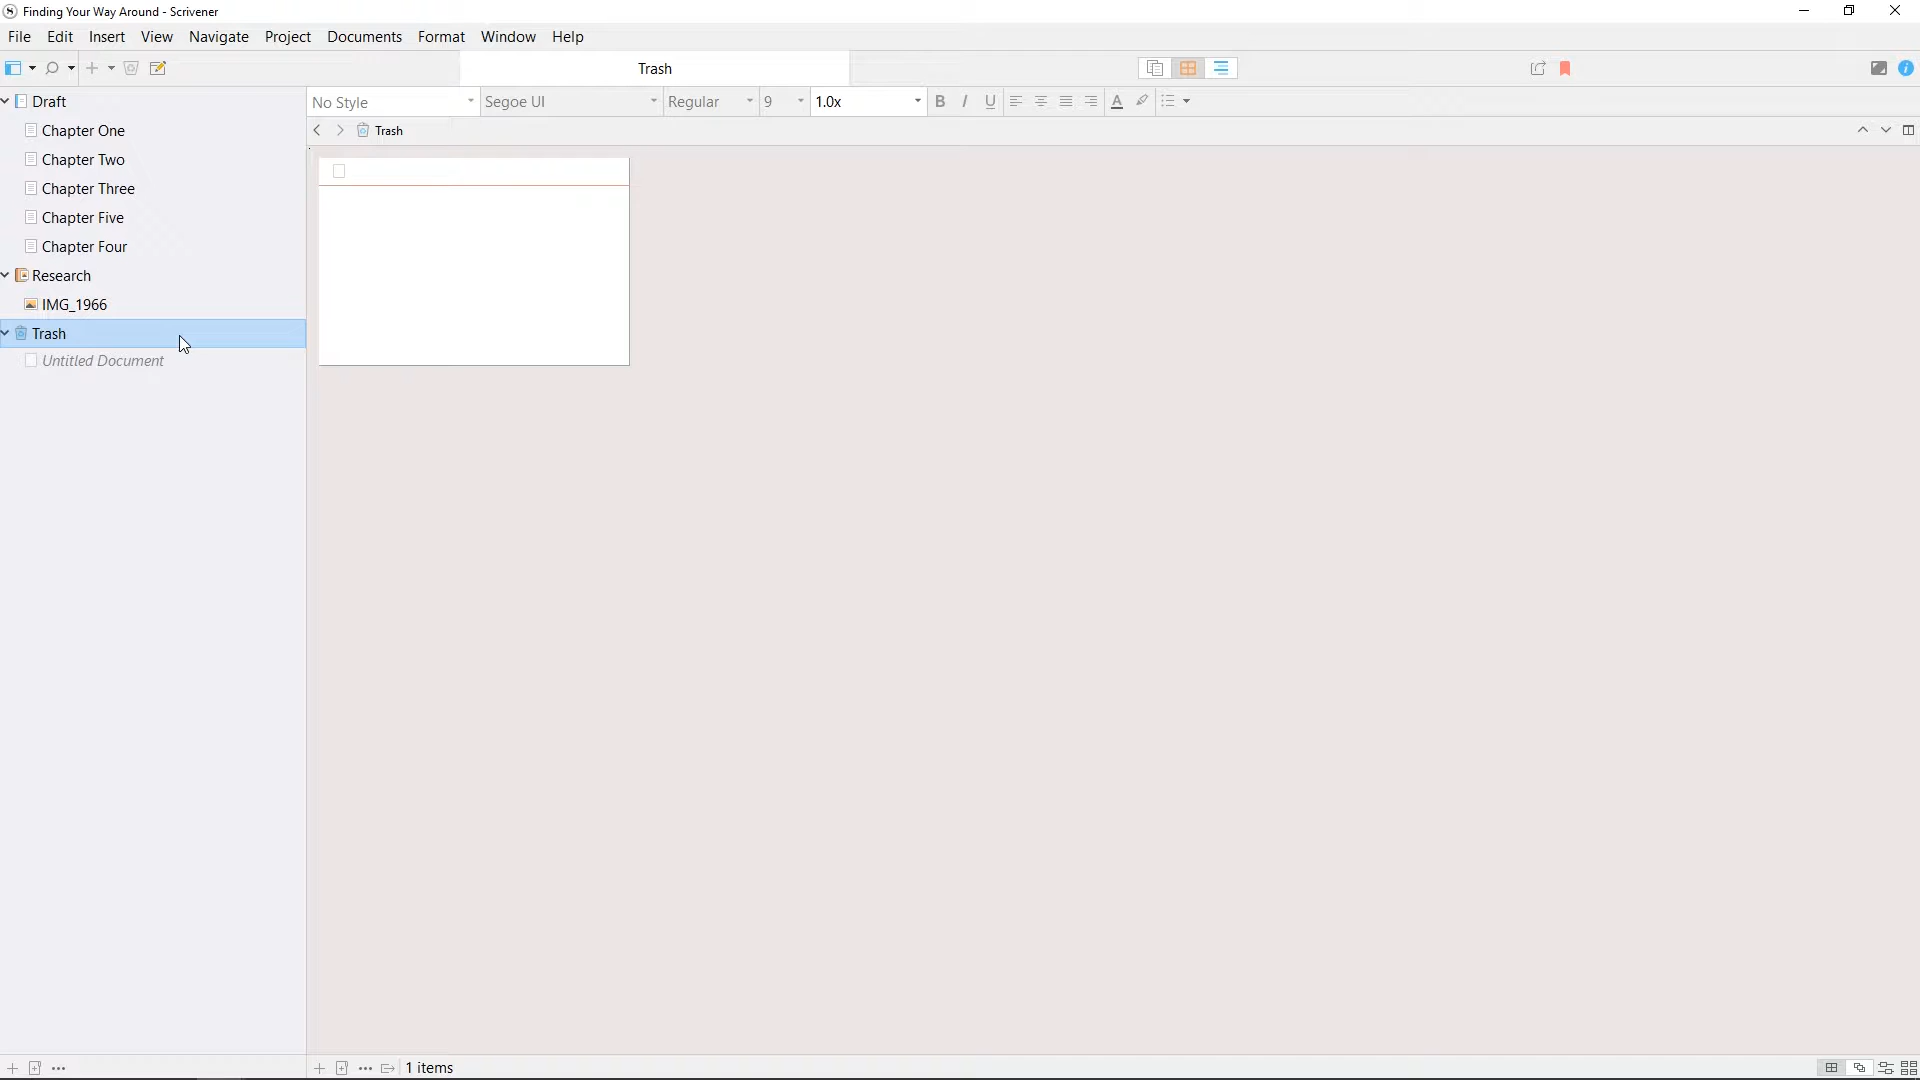 Finding Your Way Around - Scrivener
File Edit Insert View Navigate Project Documents Format Window Help
Trash
Draft
Chapter One
Chapter Two
Chapter Three
Chapter Five
Chapter Four
Research
IMG_1966
Trash
Untitled Document
No Style Segoe UI Regular 9 1.0x B I U A
Trash
1 items